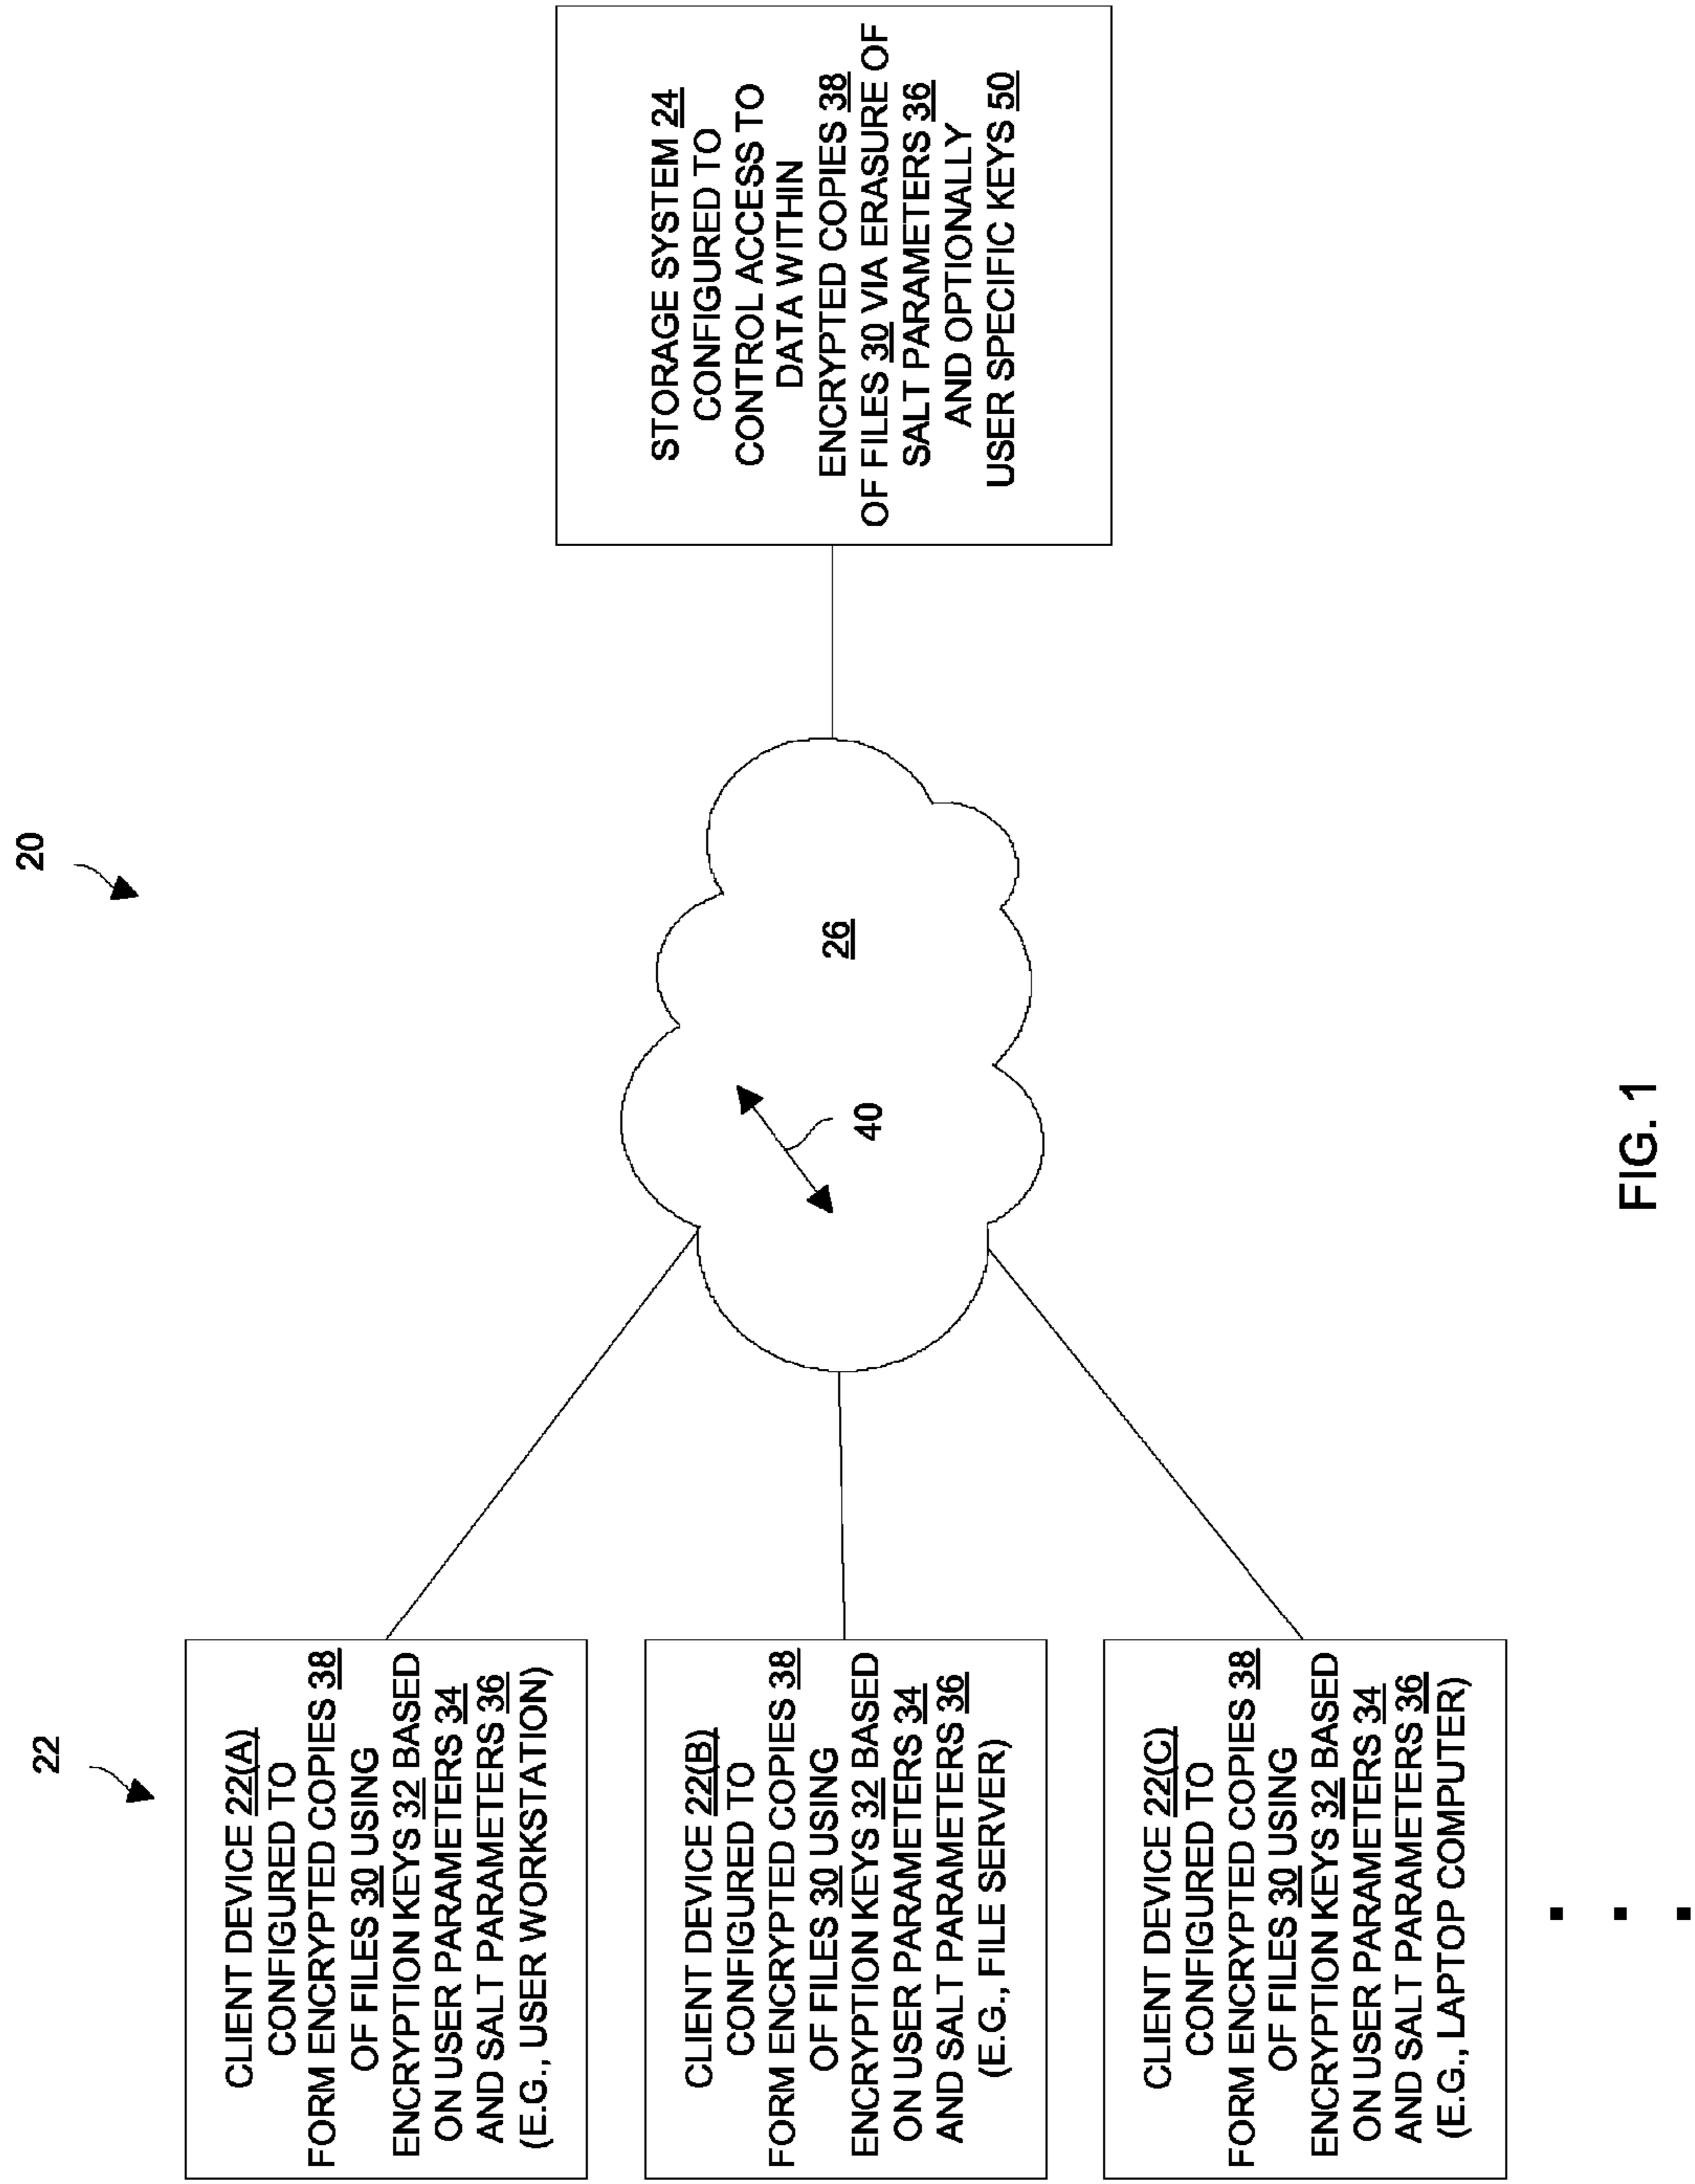 20
22
CLIENT DEVICE 22(A)
CONFIGURED TO
FORM ENCRYPTED COPIES 38
OF FILES 30 USING
ENCRYPTION KEYS 32 BASED
ON USER PARAMETERS 34
AND SALT PARAMETERS 36
(E.G., USER WORKSTATION)
CLIENT DEVICE 22(B)
CONFIGURED TO
FORM ENCRYPTED COPIES 38
OF FILES 30 USING
ENCRYPTION KEYS 32 BASED
ON USER PARAMETERS 34
AND SALT PARAMETERS 36
(E.G., FILE SERVER)
CLIENT DEVICE 22(C)
CONFIGURED TO
FORM ENCRYPTED COPIES 38
OF FILES 30 USING
ENCRYPTION KEYS 32 BASED
ON USER PARAMETERS 34
AND SALT PARAMETERS 36
(E.G., LAPTOP COMPUTER)
26
40
STORAGE SYSTEM 24
CONFIGURED TO
CONTROL ACCESS TO
DATA WITHIN
ENCRYPTED COPIES 38
OF FILES 30 VIA ERASURE OF
SALT PARAMETERS 36
AND OPTIONALLY
USER SPECIFIC KEYS 50
FIG. 1